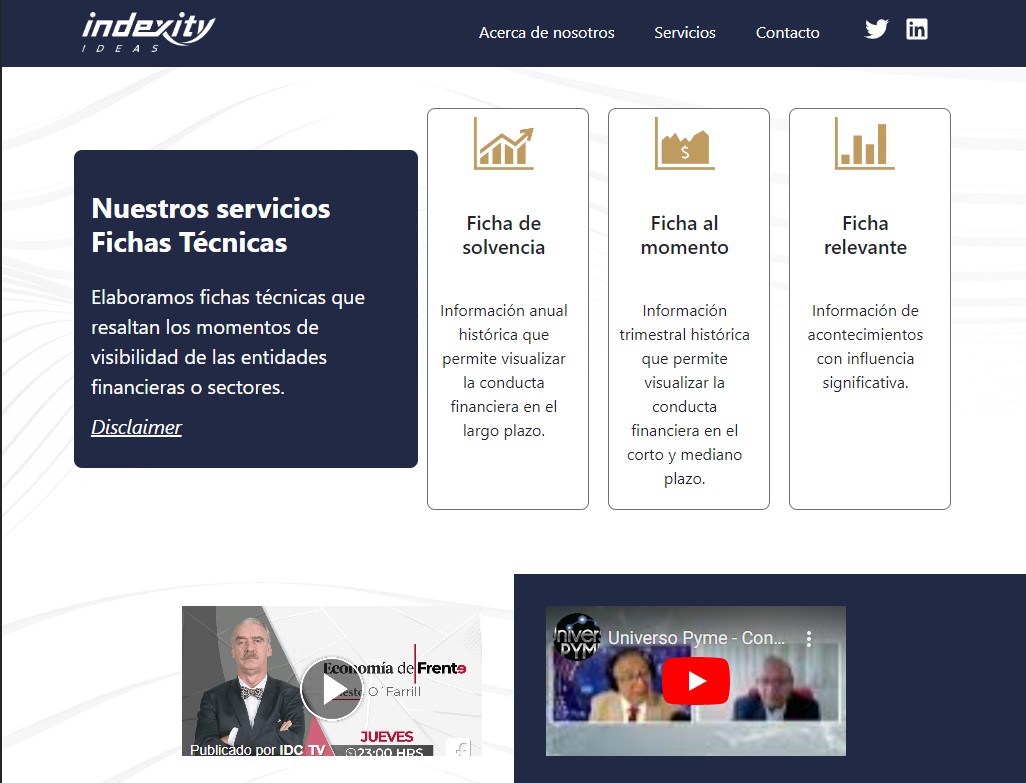 indexity
IDEAS
Acerca de nosotros
Servicios
Contacto
in
Nuestros servicios
Fichas Técnicas
Elaboramos fichas técnicas que
resaltan los momentos de
visibilidad de las entidades
financieras o sectores.
Disclaimer
Ficha de
solvencia
Información anual
histórica que
permite visualizar
la conducta
financiera en el
largo plazo.
$
Ficha al
momento
Información
trimestral histórica
que permite
visualizar la
conducta
financiera en el
corto y mediano
plazo.
Ficha
relevante
Información de
acontecimientos
con influencia
significativa.
Economía de Frente
O´Farrill
JUEVES
23:00 HRS
Publicado por IDC TV
Univers
PYM
Universo Pyme - Con...